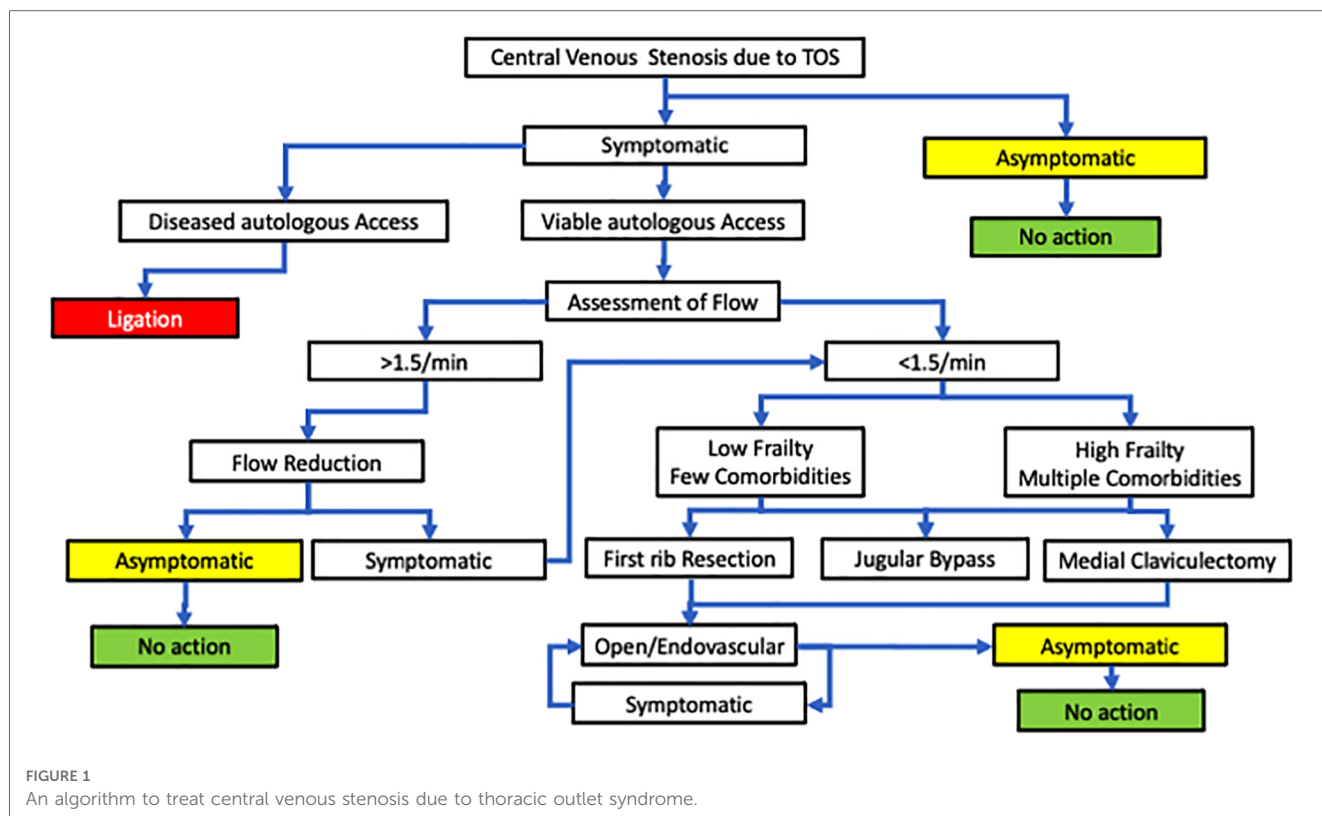 Central Venous Stenosis due to TOS
Symptomatic
Asymptomatic
Diseased autologous Access
Viable autologous Access
No action
Ligation
Assessment of Flow
>1.5/min
<1.5/min
Flow Reduction
Low Frailty
Few Comorbidities
High Frailty
Multiple Comorbidities
Asymptomatic
Symptomatic
First rib Resection
Jugular Bypass
Medial Claviculectomy
No action
Open/Endovascular
Asymptomatic
Symptomatic
No action
FIGURE 1
An algorithm to treat central venous stenosis due to thoracic outlet syndrome.